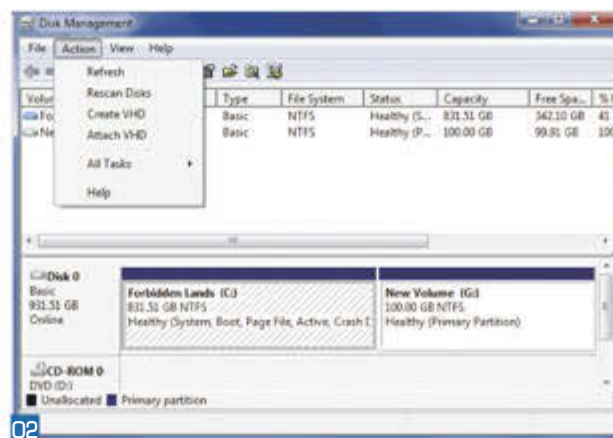 Disk Management
File Action View Help
Refresh
Rescan Disks
Create VHD
Attach VHD
All Tasks
Help
Type File System Status Capacity Free Spa...
Basic NTFS Healthy (S... 831.51 GB 342.10 GB 41
Basic NTFS Healthy (P... 100.00 GB 99.91 GB 100
Disk 0
Basic
931.51 GB
Online
Forbidden Lands (C:)
831.51 GB NTFS
Healthy (System, Boot, Page File, Active, Crash
New Volume (G:)
100.00 GB NTFS
Healthy (Primary Partition)
CD-ROM 0
DVD (D:)
Unallocated Primary partition
02